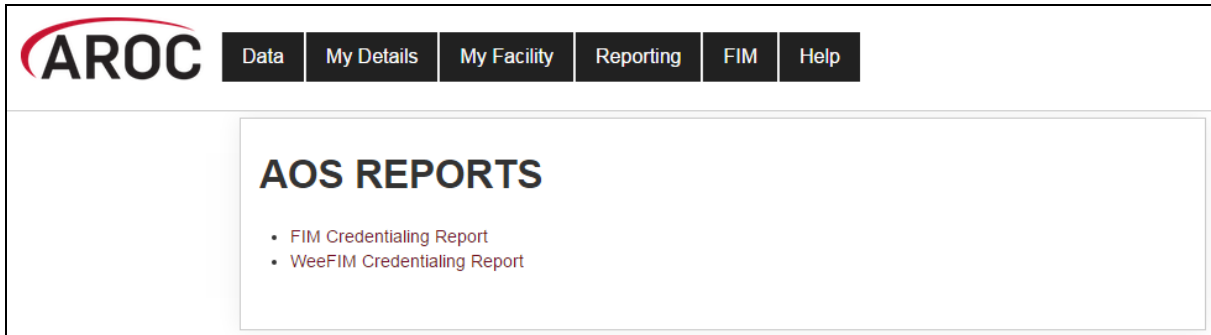 AROC
Data My Details My Facility Reporting FIM Help
AOS REPORTS
• FIM Credentialing Report
• WeeFIM Credentialing Report